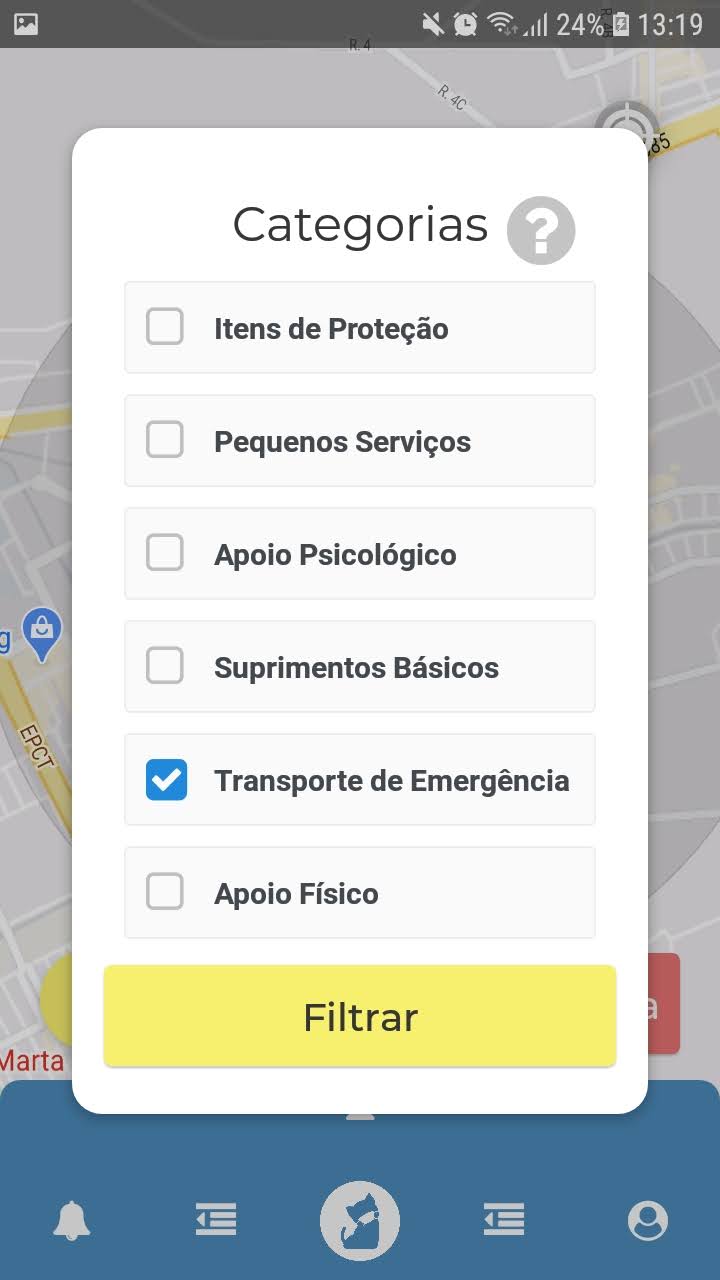 24% 13:19
R. 4
R. 4C
Categorias ?
Itens de Proteção
Pequenos Serviços
Apoio Psicológico
Suprimentos Básicos
Transporte de Emergência
EPCT
Apoio Físico
Filtrar
a
Marta